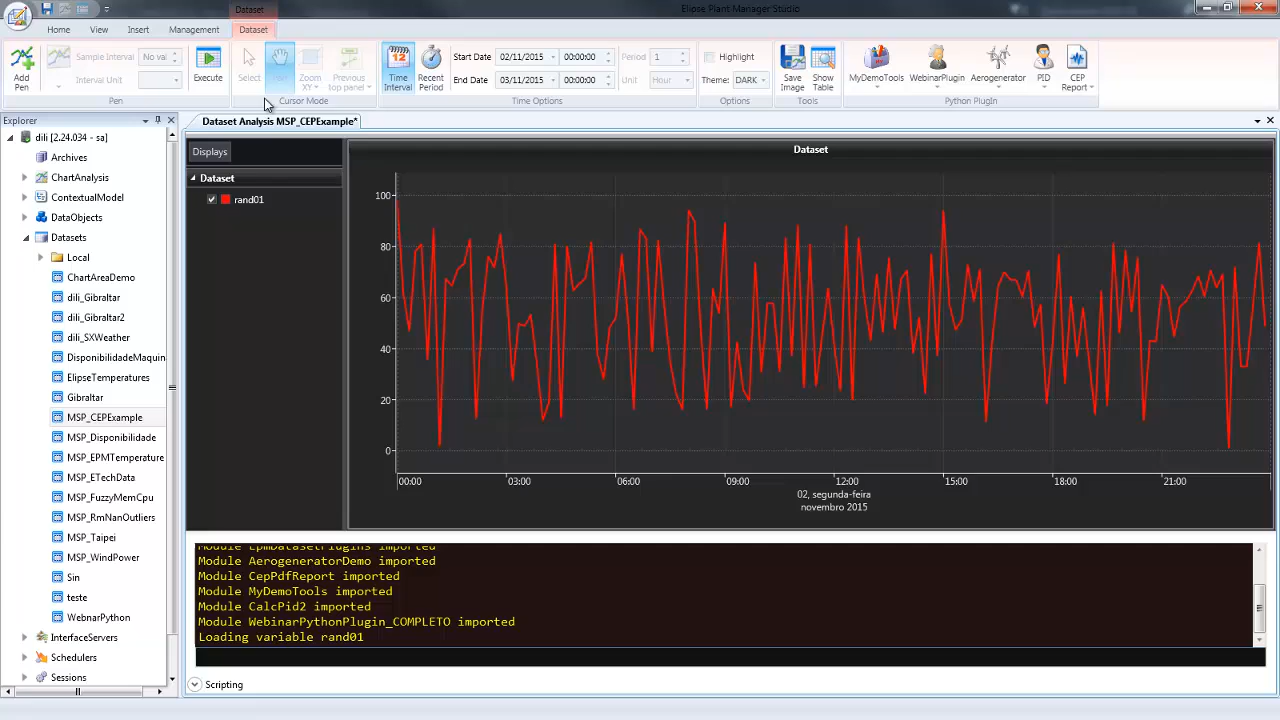 Dataset
Elipse Plant Manager Studio
Home View Insert Management Dataset
Add Pen
Sample Interval No val
Interval Unit
Execute
Pen
Select
Zoom XY
Previous top panel
Cursor Mode
Time Interval
Recent Period
Start Date 02/11/2015 00:00:00
End Date 03/11/2015 00:00:00
Period 1
Unit Hour
Time Options
Highlight
Theme: DARK
Options
Save Image
Show Table
Tools
MyDemoTools
WebinarPlugin
Aerogenerator
PID
CEP Report
Python PlugIn
Explorer
dili [2.24.034 - sa]
Archives
ChartAnalysis
ContextualModel
DataObjects
Datasets
Local
ChartAreaDemo
dili_Gibraltar
dili_Gibraltar2
dili_SXWeather
DisponibilidadeMaquin
ElipseTemperatures
Gibraltar
MSP_CEPExample
MSP_Disponibilidade
MSP_EPMTemperature
MSP_ETechData
MSP_FuzzyMemCpu
MSP_RmNanOutliers
MSP_Taipei
MSP_WindPower
Sin
teste
WebnarPython
InterfaceServers
Schedulers
Sessions
Dataset Analysis MSP_CEPExample*
Displays
Dataset
rand01
Dataset
100
80
60
40
20
0
00:00 03:00 06:00 09:00 12:00 15:00 18:00 21:00
02, segunda-feira
novembro 2015
Module EpmDatasetPlugins imported
Module AerogeneratorDemo imported
Module CepPdfReport imported
Module MyDemoTools imported
Module CalcPid2 imported
Module WebinarPythonPlugin_COMPLETO imported
Loading variable rand01
Scripting